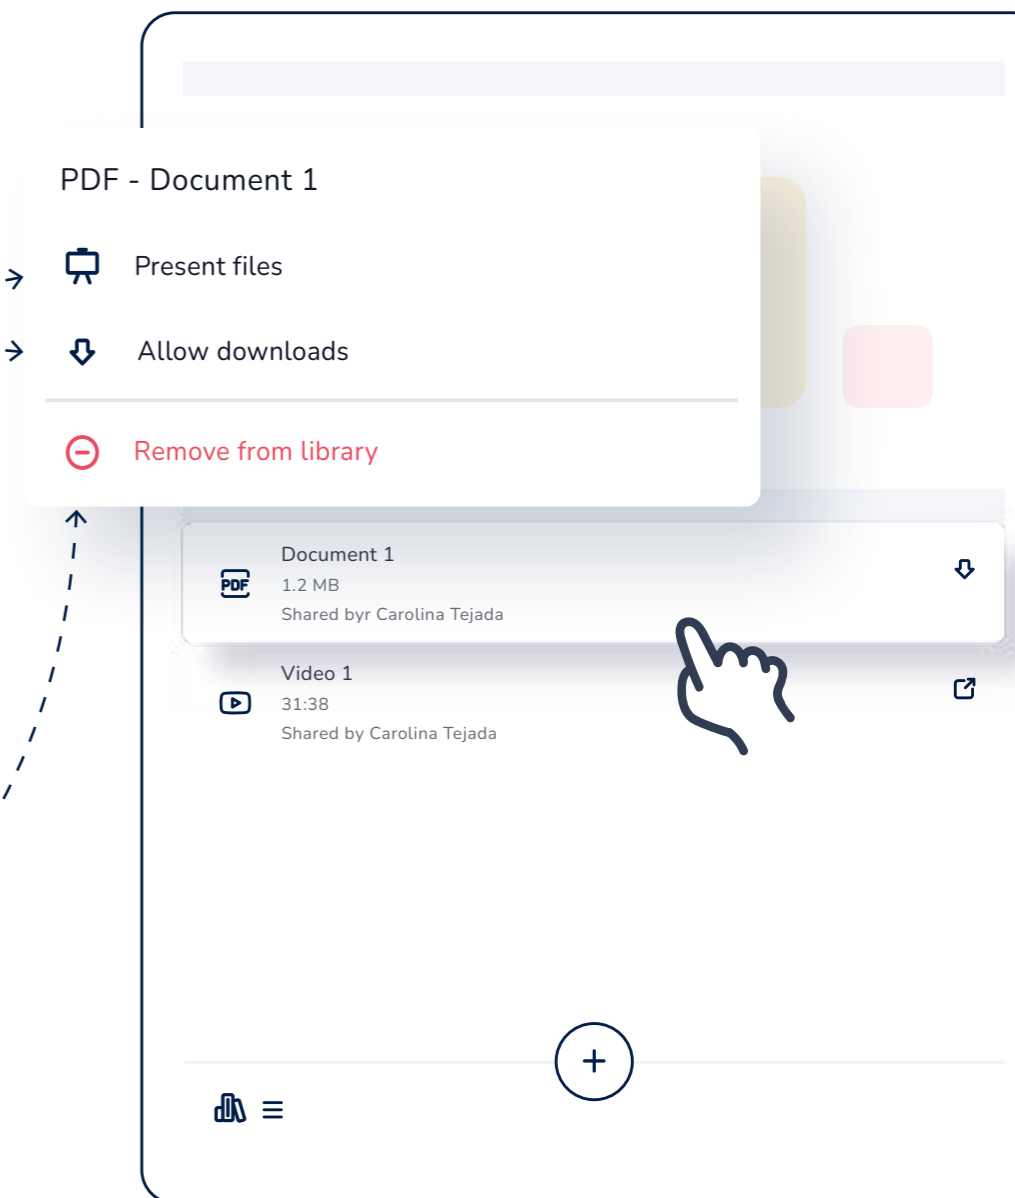 PDF - Document 1
Present files
Allow downloads
Remove from library
Document 1
PDF
1.2 MB
Shared byr Carolina Tejada
Video 1
31:38
Shared by Carolina Tejada